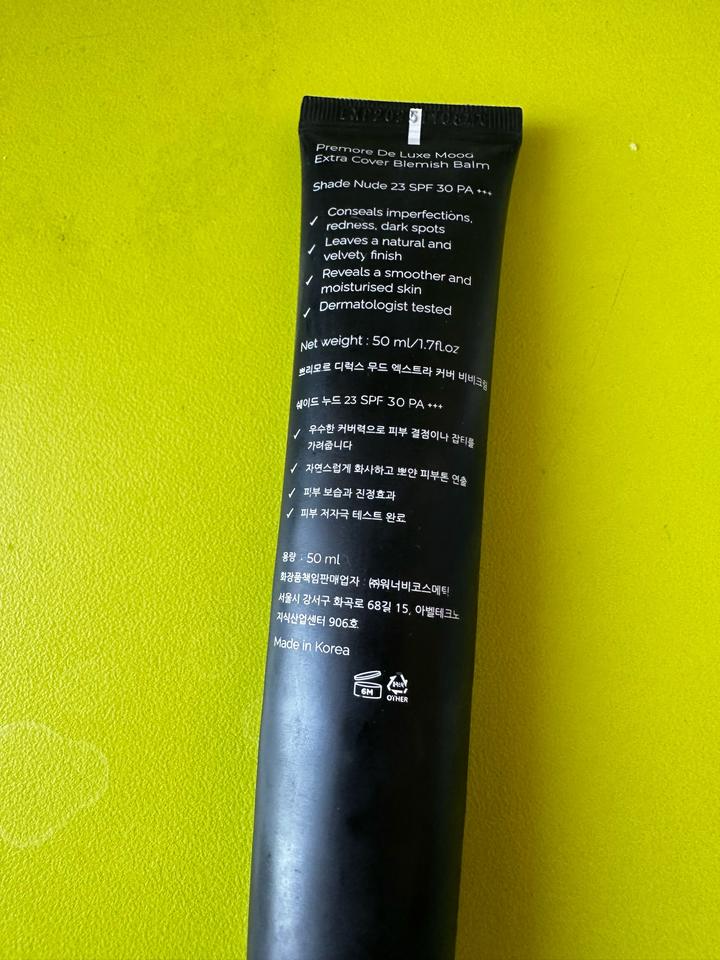 Premore De Luxe Mood
Extra Cover Blemish Balm
Shade Nude 23 SPF 30 PA +++
✓ Conseals imperfections,
redness, dark spots
✓ Leaves a natural and
velvety finish
✓ Reveals a smoother and
moisturised skin
✓ Dermatologist tested
Net weight : 50 ml/1.7fl.oz
쁘리모르 디럭스 무드 엑스트라 커버 비비크림
쉐이드 누드 23 SPF 30 PA +++
✓ 우수한 커버력으로 피부 결점이나 잡티를
가려줍니다
✓ 자연스럽게 화사하고 뽀얀 피부톤 연출
✓ 피부 보습과 진정효과
✓ 피부 저자극 테스트 완료
용량 : 50 ml
화장품책임판매업자 : ㈜워너비코스메틱
서울시 강서구 화곡로 68길 15, 아벨테크노
지식산업센터 906호
Made in Korea
6M
OTHER